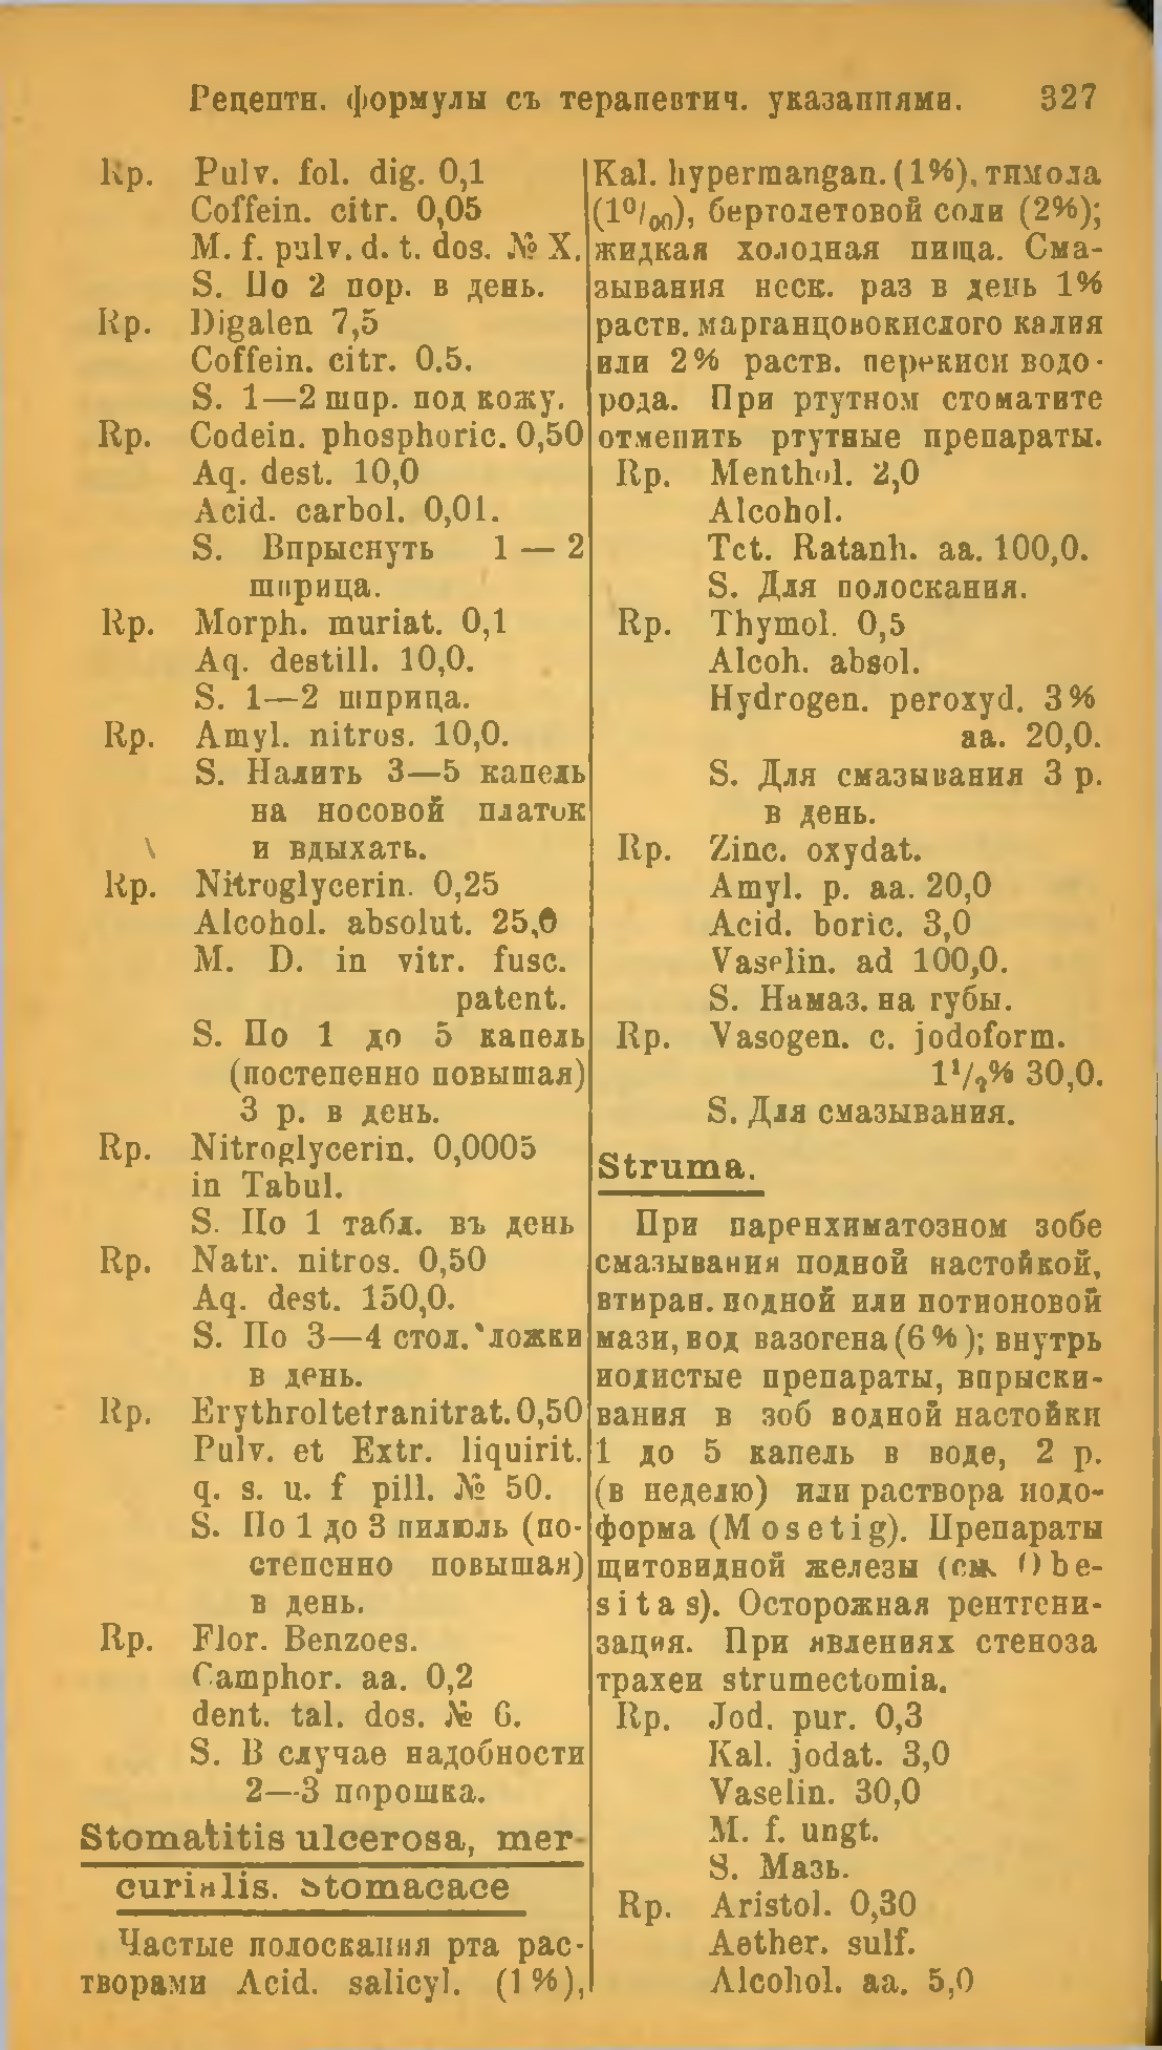 Рецептн. формулы съ терапевтич. указаниями. 327
Rp. Pulv. fol. dig. 0,1
Coffein. citr. 0,05
M. f. pulv. d. t. dos. № X.
S. По 2 пор. в день.
Rp. Digalen 7,5
Coffein. citr. 0.5.
S. 1—2 шпр. под кожу.
Rp. Codein. phosphoric. 0,50
Aq. dest. 10,0
Acid. carbol. 0,01.
S. Впрыснуть 1 — 2
шприца.
Rp. Morph. muriat. 0,1
Aq. destill. 10,0.
S. 1—2 шприца.
Rp. Amyl. nitros. 10,0.
S. Налить 3—5 капель
на носовой платок
и вдыхать.
Rp. Nitroglycerin. 0,25
Alcohol. absolut. 25,0
M. D. in vitr. fusc.
patent.
S. По 1 до 5 капель
(постепенно повышая)
3 р. в день.
Rp. Nitroglycerin. 0,0005
in Tabul.
S. По 1 табл. въ день
Rp. Natr. nitros. 0,50
Aq. dest. 150,0.
S. По 3—4 стол. ложки
в день.
Rp. Erythroltetranitrat. 0,50
Pulv. et Extr. liquirit.
q. s. u. f pill. № 50.
S. По 1 до 3 пилюль (по-
степенно повышая)
в день.
Rp. Flor. Benzoes.
Camphor. aa. 0,2
dent. tal. dos. № 6.
S. В случае надобности
2—3 порошка.
Stomatitis ulcerosa, mer-
curialis. Stomacace
Частые полоскания рта рас-
творами Acid. salicyl. (1%),
Kal. hypermangan. (1%), тимола
(1⁰/₀₀), бертолетовой соли (2%);
жидкая холодная пища. Сма-
зывания неск. раз в день 1%
раств. марганцовокислого калия
или 2% раств. перекиси водо-
рода. При ртутном стоматите
отменить ртутные препараты.
Rp. Menthol. 2,0
Alcohol.
Tct. Ratanh. aa. 100,0.
S. Для полоскания.
Rp. Thymol. 0,5
Alcoh. absol.
Hydrogen. peroxyd. 3%
aa. 20,0.
S. Для смазывания 3 р.
в день.
Rp. Zinc. oxydat.
Amyl. p. aa. 20,0
Acid. boric. 3,0
Vaselin. ad 100,0.
S. Намаз. на губы.
Rp. Vasogen. c. jodoform.
1¹/₂% 30,0.
S. Для смазывания.
Struma.
При паренхиматозном зобе
смазывания иодной настойкой,
втиран. иодной или потионовой
мази, иод вазогена (6%); внутрь
иодистые препараты, впрыски-
вания в зоб водной настойки
1 до 5 капель в воде, 2 р.
(в неделю) или раствора иодо-
форма (Mosetig). Препараты
щитовидной железы (см. Obe-
sitas). Осторожная рентгени-
зация. При явлениях стеноза
трахеи strumectomia.
Rp. Jod. pur. 0,3
Kal. jodat. 3,0
Vaselin. 30,0
M. f. ungt.
S. Мазь.
Rp. Aristol. 0,30
Aether. sulf.
Alcohol. aa. 5,0